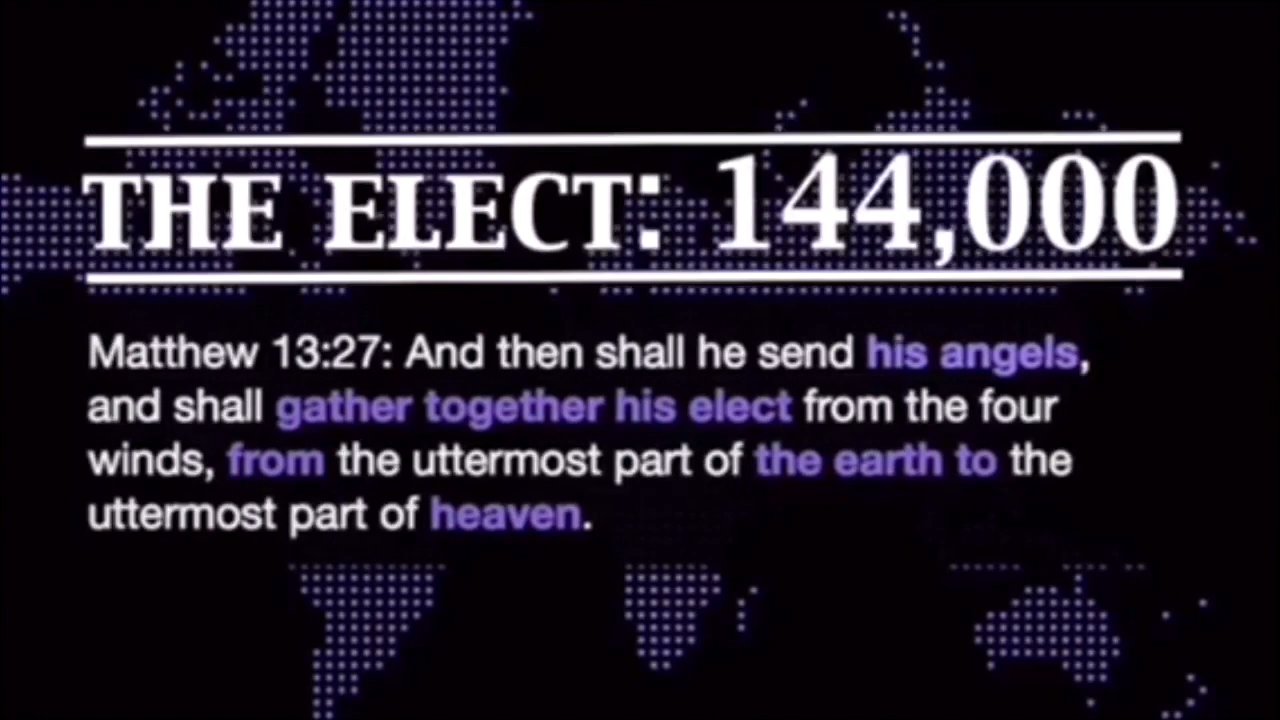 THE ELECT: 144,000
Matthew 13:27: And then shall he send his angels,
and shall gather together his elect from the four
winds, from the uttermost part of the earth to the
uttermost part of heaven.